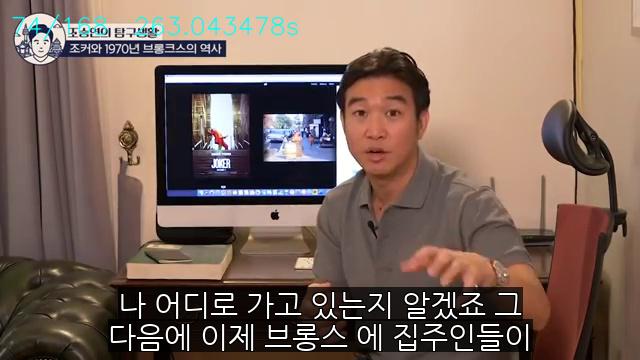 74/168 263.043478s
조승연의 탐구생활
조커와 1970년 브롱크스의 역사
JOKER
나 어디로 가고 있는지 알겠죠 그
다음에 이제 브롱스 에 집주인들이